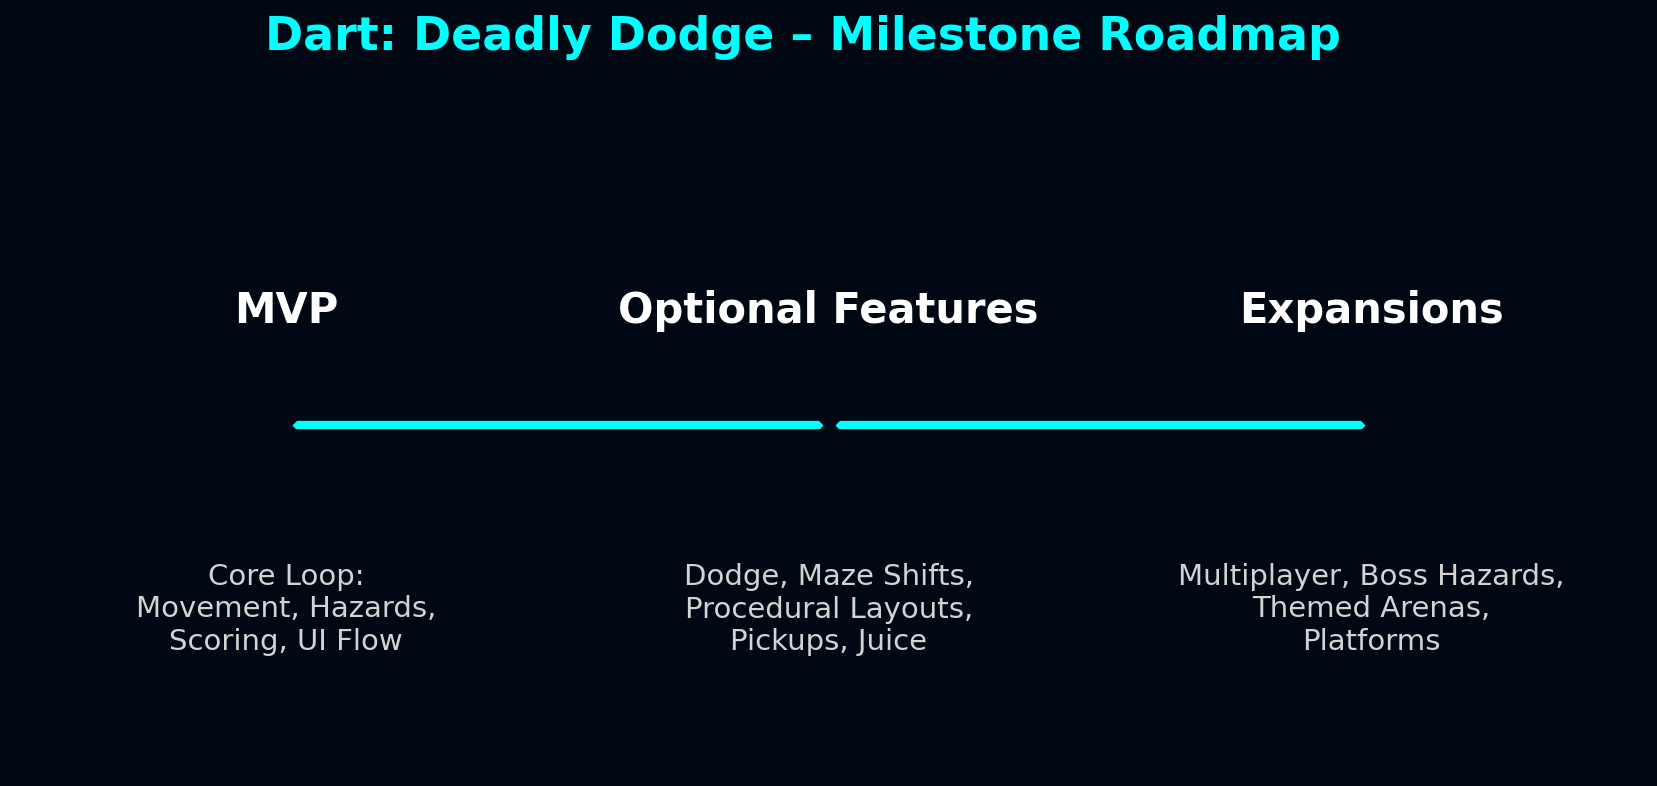 Dart: Deadly Dodge – Milestone Roadmap
MVP
Optional Features
Expansions
Core Loop:
Movement, Hazards,
Scoring, UI Flow
Dodge, Maze Shifts,
Procedural Layouts,
Pickups, Juice
Multiplayer, Boss Hazards,
Themed Arenas,
Platforms